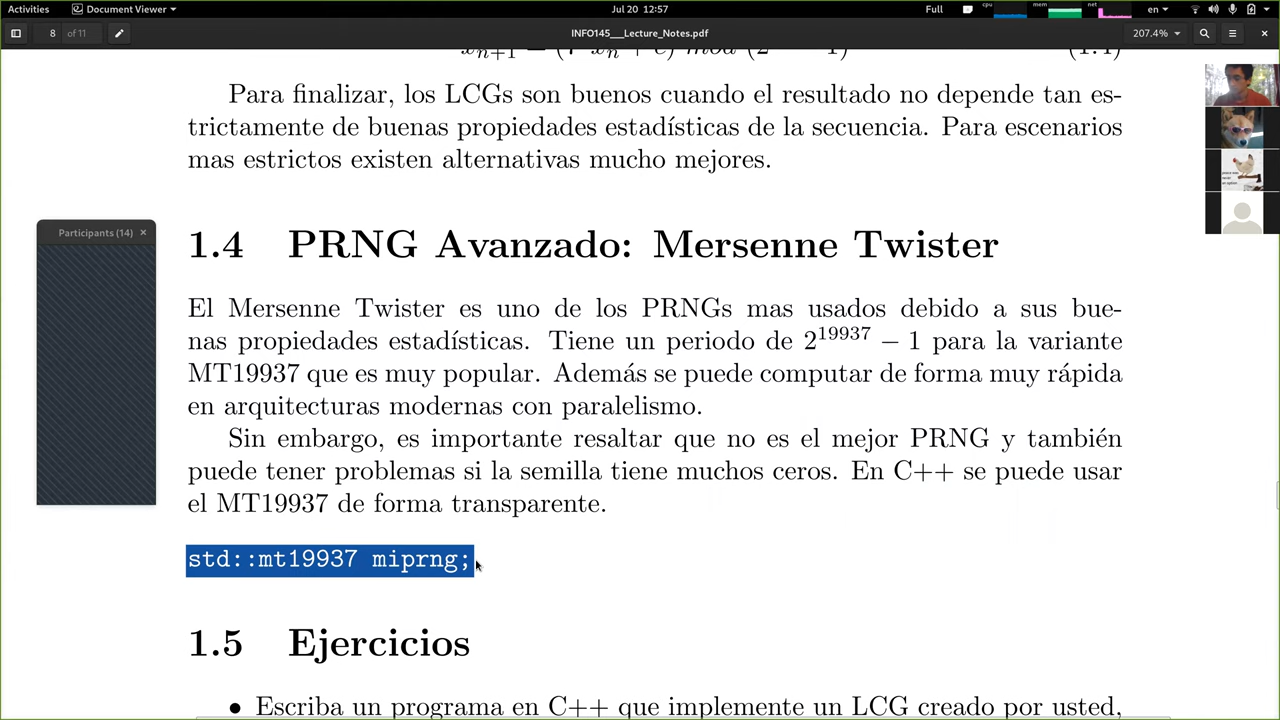 Activities Document Viewer Jul 20 12:57 Full cpu mem net en
8 of 11 INFO145__Lecture_Notes.pdf 207.4%
Para finalizar, los LCGs son buenos cuando el resultado no depende tan es-
trictamente de buenas propiedades estadísticas de la secuencia. Para escenarios
mas estrictos existen alternativas mucho mejores.
Participants (14)
1.4 PRNG Avanzado: Mersenne Twister
El Mersenne Twister es uno de los PRNGs mas usados debido a sus bue-
nas propiedades estadísticas. Tiene un periodo de 2^19937 − 1 para la variante
MT19937 que es muy popular. Además se puede computar de forma muy rápida
en arquitecturas modernas con paralelismo.
Sin embargo, es importante resaltar que no es el mejor PRNG y también
puede tener problemas si la semilla tiene muchos ceros. En C++ se puede usar
el MT19937 de forma transparente.
std::mt19937 miprng;
1.5 Ejercicios
• Escriba un programa en C++ que implemente un LCG creado por usted,